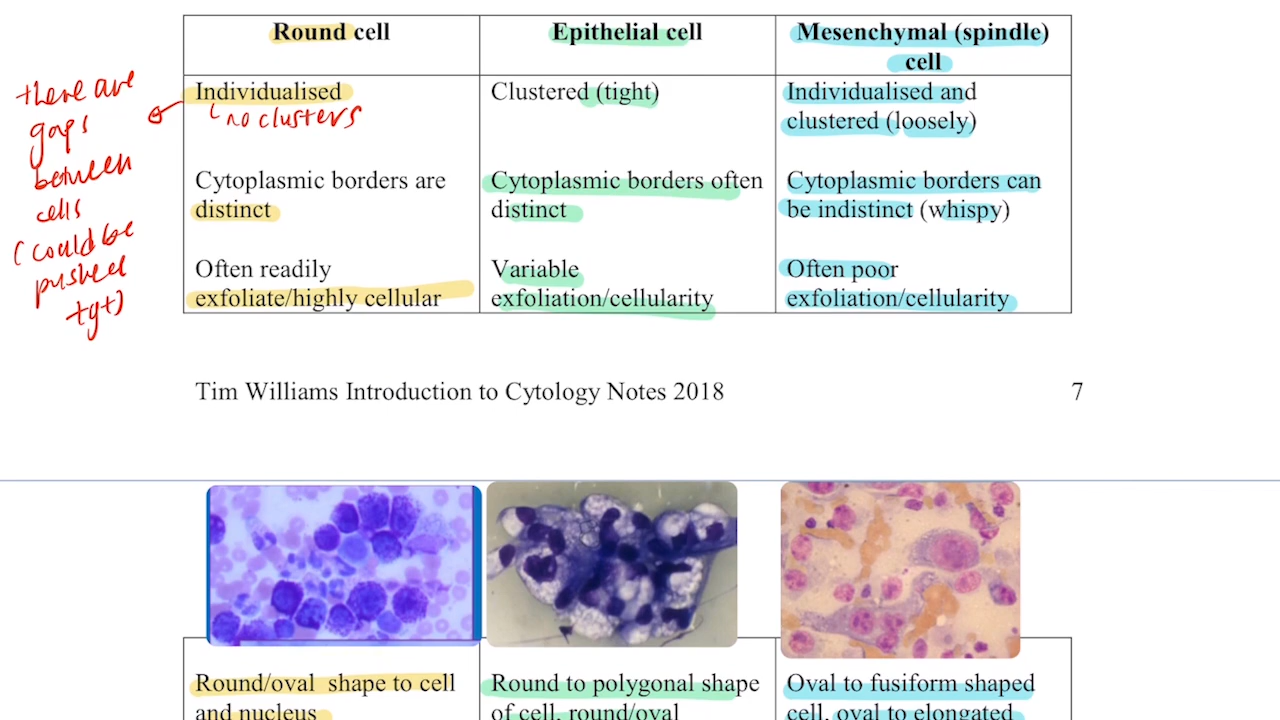 Round cell
Epithelial cell
Mesenchymal (spindle)
cell
there are
gaps
between
cells
(could be
pushed
tgt)
Individualised
(no clusters
Clustered (tight)
Individualised and
clustered (loosely)
Cytoplasmic borders are
distinct
Cytoplasmic borders often
distinct
Cytoplasmic borders can
be indistinct (whispy)
Often readily
exfoliate/highly cellular
Variable
exfoliation/cellularity
Often poor
exfoliation/cellularity
Tim Williams Introduction to Cytology Notes 2018
7
Round/oval shape to cell
and nucleus
Round to polygonal shape
of cell, round/oval
Oval to fusiform shaped
cell, oval to elongated